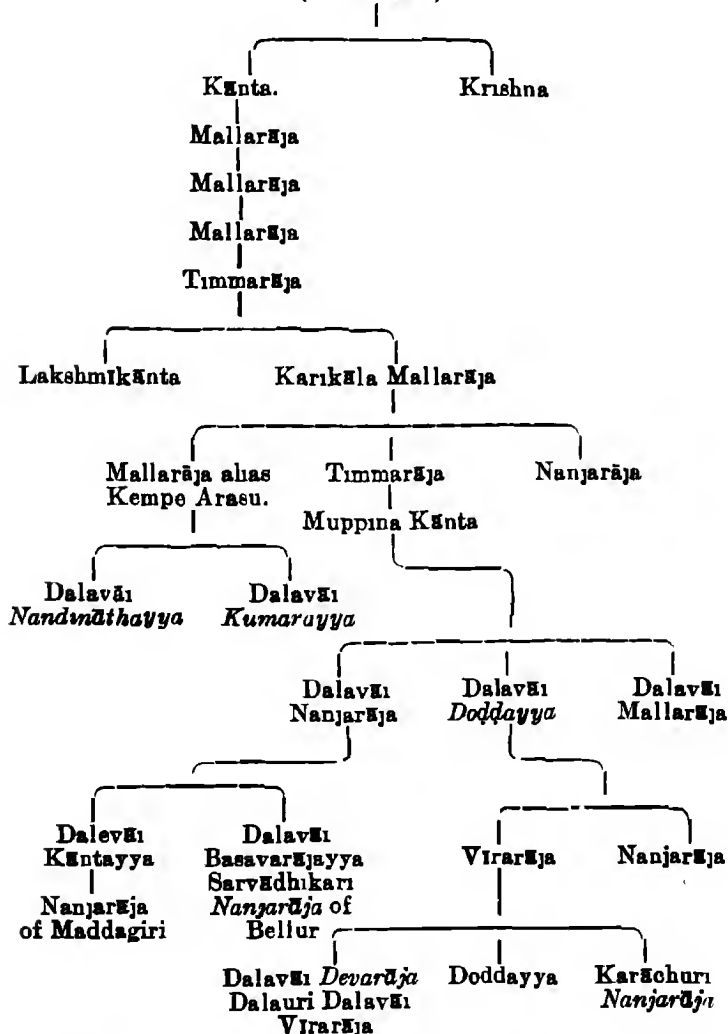 Kānta. Krishna
Mallarāja
Mallarāja
Mallarāja
Timmarāja
Lakshmīkānta Karikāla Mallarāja
Mallarāja alias Timmarāja Nanjarāja
Kempe Arasu.
Muppina Kānta
Dalavāi Dalavāi
Nandināthayya Kumarayya
Dalavāi Dalavāi Dalavāi
Nanjarāja Doḍḍayya Mallarāja
Dalevāi Dalavāi
Kāntayya Basavarājayya Vīrarāja Nanjarāja
Sarvādhikari
Nanjarāja Nanjarāja of
of Maddagiri Bellur
Dalavāi Devarāja Doddayya Karāchuri
Dalauri Dalavāi Nanjarāja
Vīrarāja